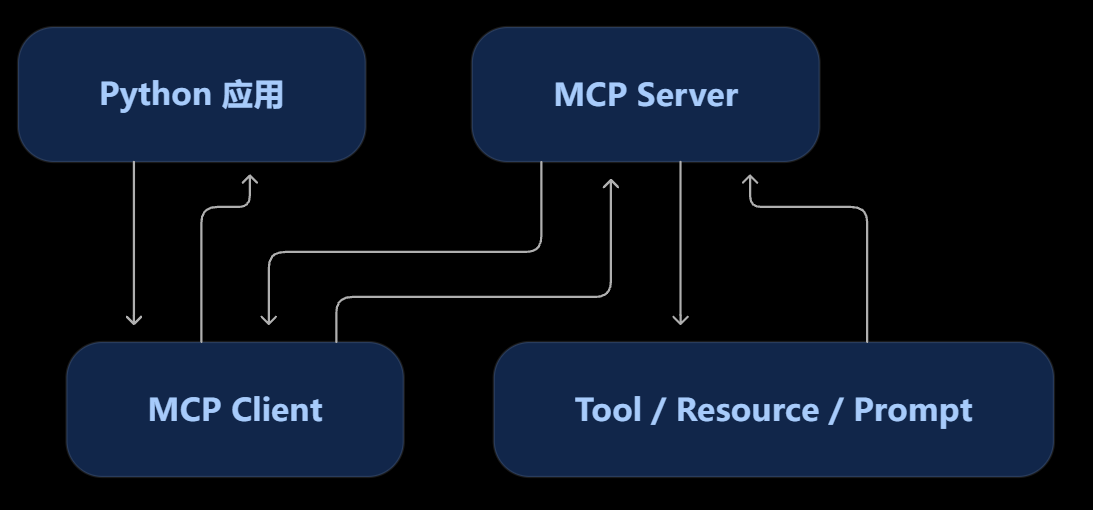 Python 应用
MCP Server
MCP Client
Tool / Resource / Prompt